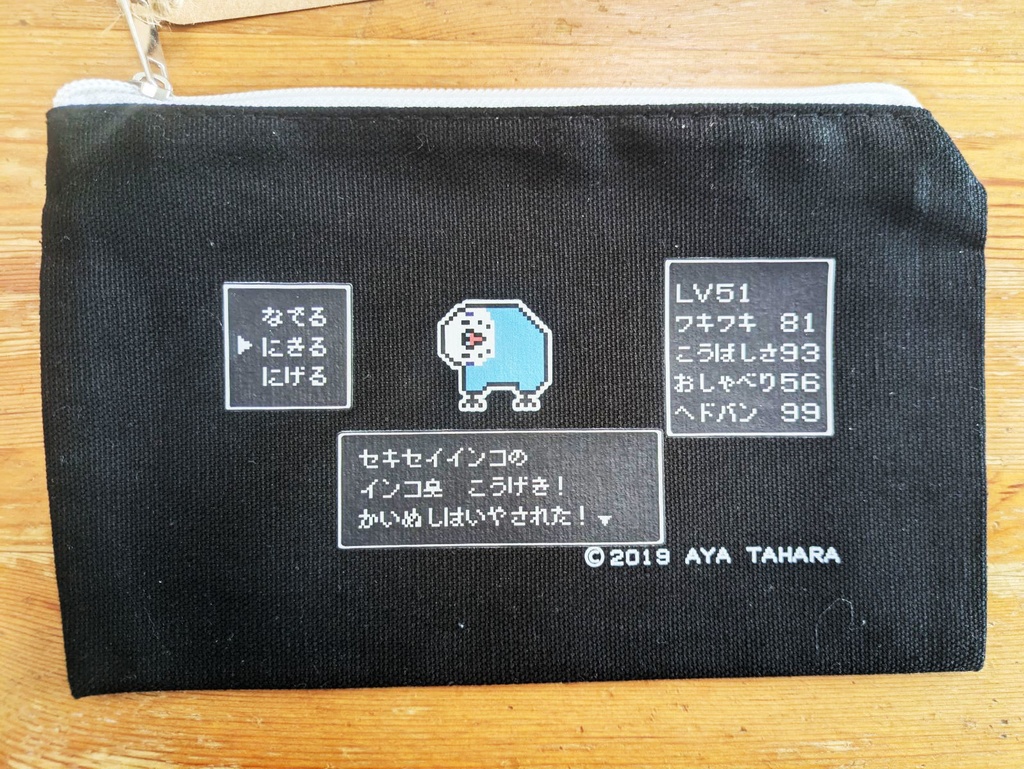 なでる
▶にぎる
にげる
LV51
ワキワキ 81
こうばしさ93
おしゃべり56
ヘドバン 99
セキセイインコの
インコ臭 こうげき!
かいぬしはいやされた!▼
©2019 AYA TAHARA